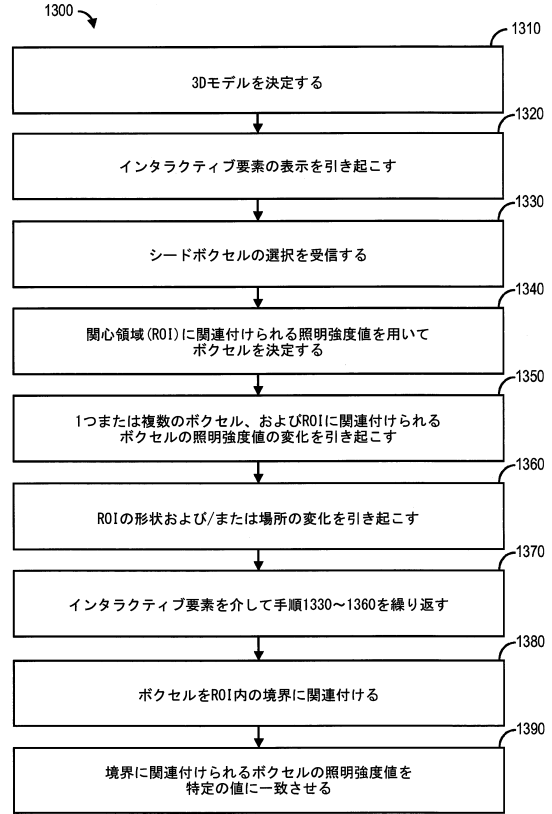 1300
1310
3Dモデルを決定する
1320
インタラクティブ要素の表示を引き起こす
1330
シードボクセルの選択を受信する
1340
関心領域(ROI)に関連付けられる照明強度値を用いて
ボクセルを決定する
1350
1つまたは複数のボクセル、およびROIに関連付けられる
ボクセルの照明強度値の変化を引き起こす
1360
ROIの形状および/または場所の変化を引き起こす
1370
インタラクティブ要素を介して手順1330～1360を繰り返す
1380
ボクセルをROI内の境界に関連付ける
1390
境界に関連付けられるボクセルの照明強度値を
特定の値に一致させる